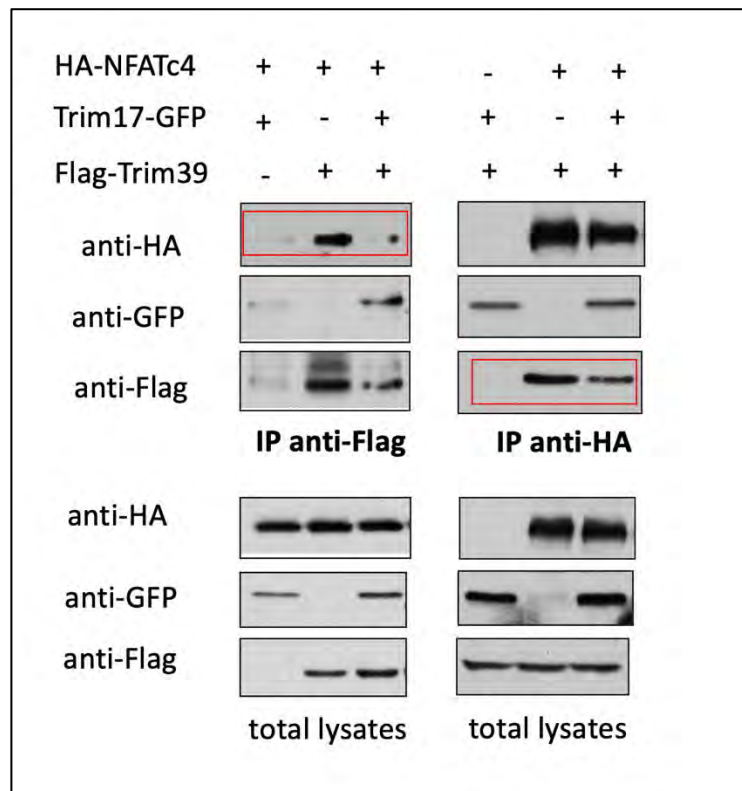 HA-NFATc4 + + + - + +
Trim17-GFP + - + + - +
Flag-Trim39 - + + + + +
anti-HA
anti-GFP
anti-Flag
IP anti-Flag IP anti-HA
anti-HA
anti-GFP
anti-Flag
total lysates total lysates